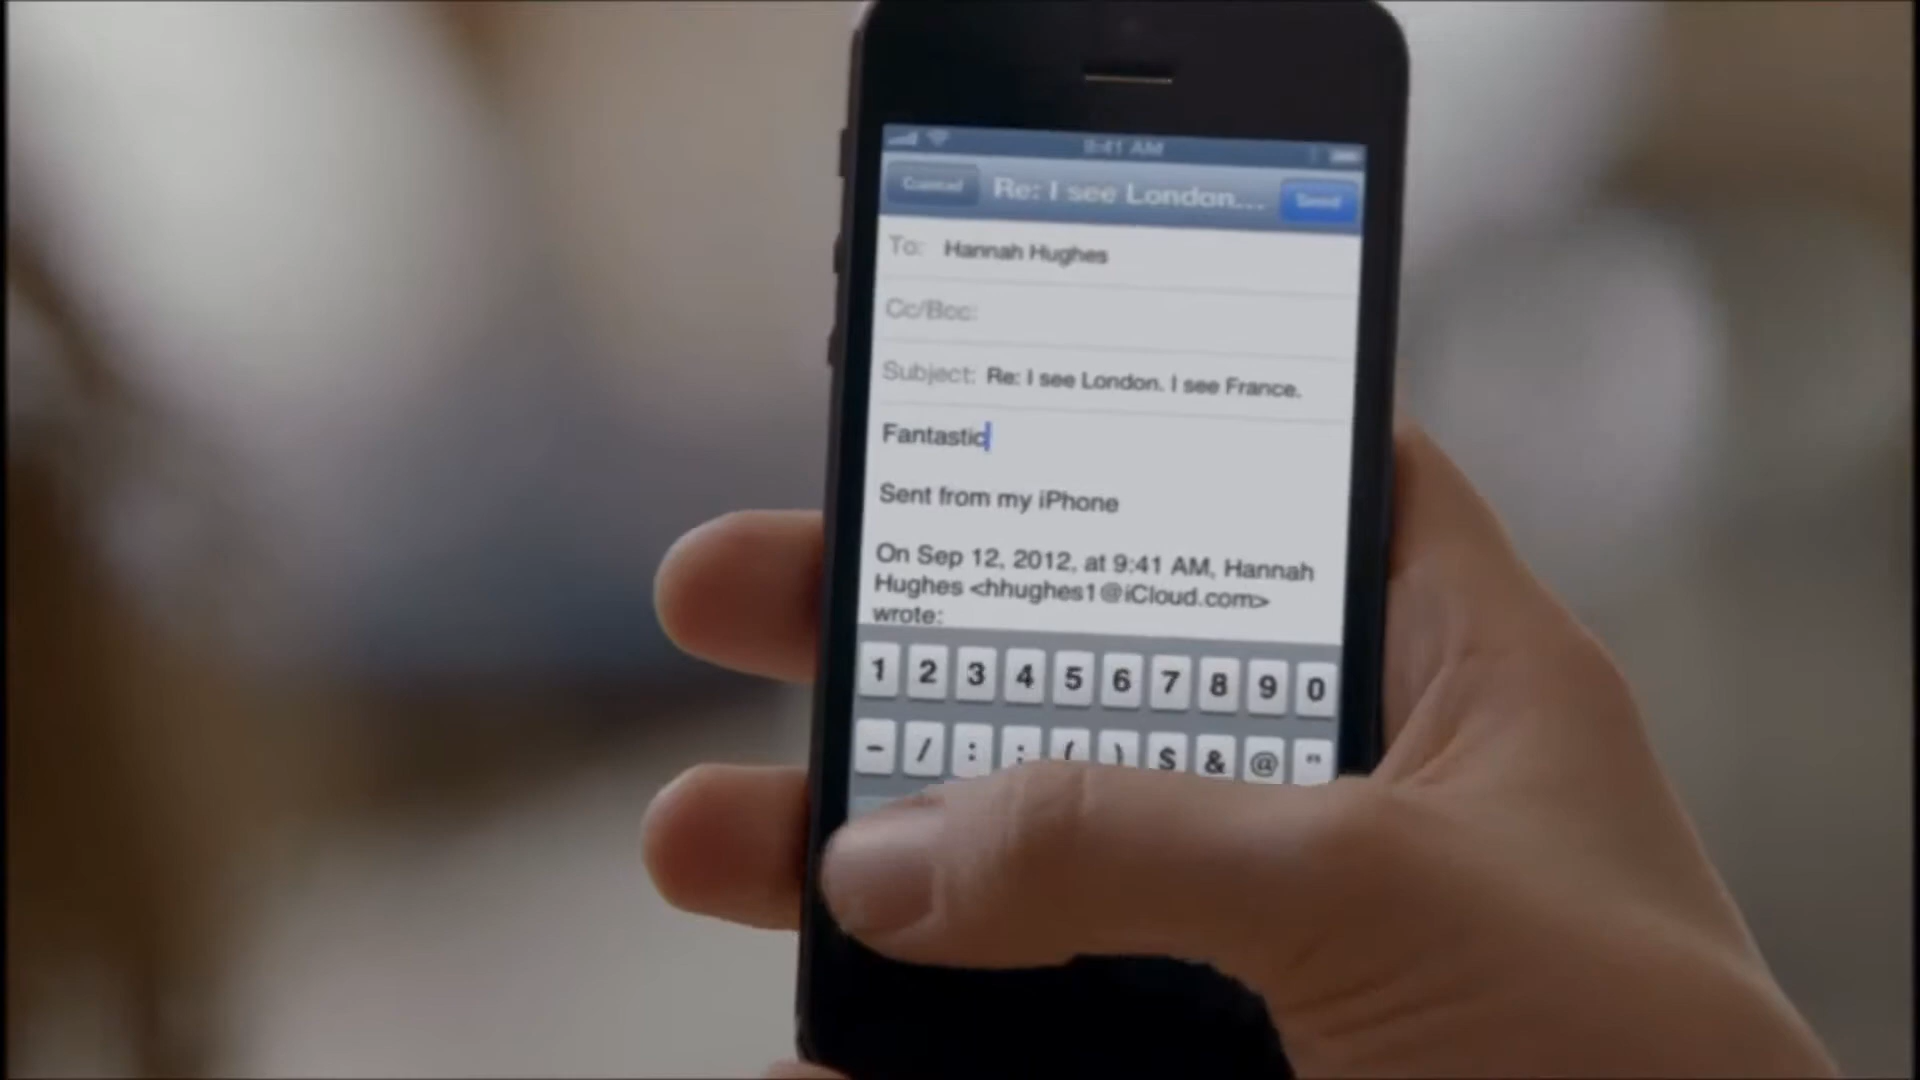 9:41 AM
Cancel Re: I see London... Send
To: Hannah Hughes
Cc/Bcc:
Subject: Re: I see London. I see France.
Fantastic
Sent from my iPhone
On Sep 12, 2012, at 9:41 AM, Hannah
Hughes <hhughes1@iCloud.com>
wrote:
1 2 3 4 5 6 7 8 9 0
- / : ; ( ) $ & @ "